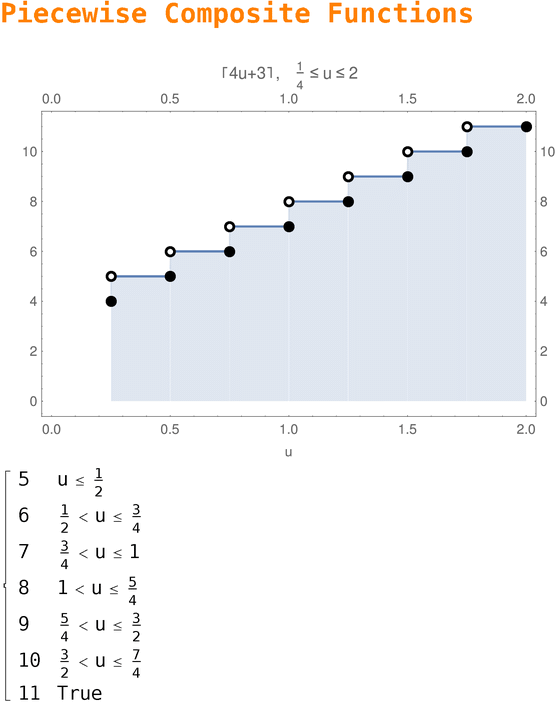 Piecewise Composite Functions
⌈4u+3⌉, 1/4 ≤ u ≤ 2
0.0 0.5 1.0 1.5 2.0
10 10
8 8
6 6
4 4
2 2
0 0
0.0 0.5 1.0 1.5 2.0
u
5 u ≤ 1/2
6 1/2 < u ≤ 3/4
7 3/4 < u ≤ 1
8 1 < u ≤ 5/4
9 5/4 < u ≤ 3/2
10 3/2 < u ≤ 7/4
11 True